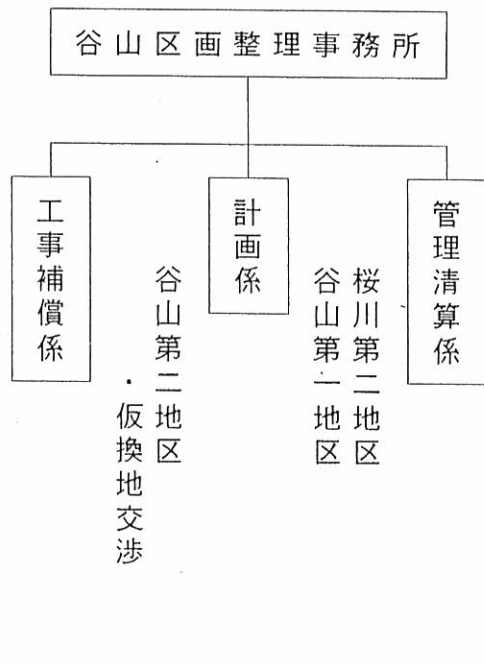 谷山区画整理事務所
管理清算係
桜川第二地区
谷山第一地区
計画係
谷山第二地区
・仮換地交渉
工事補償係